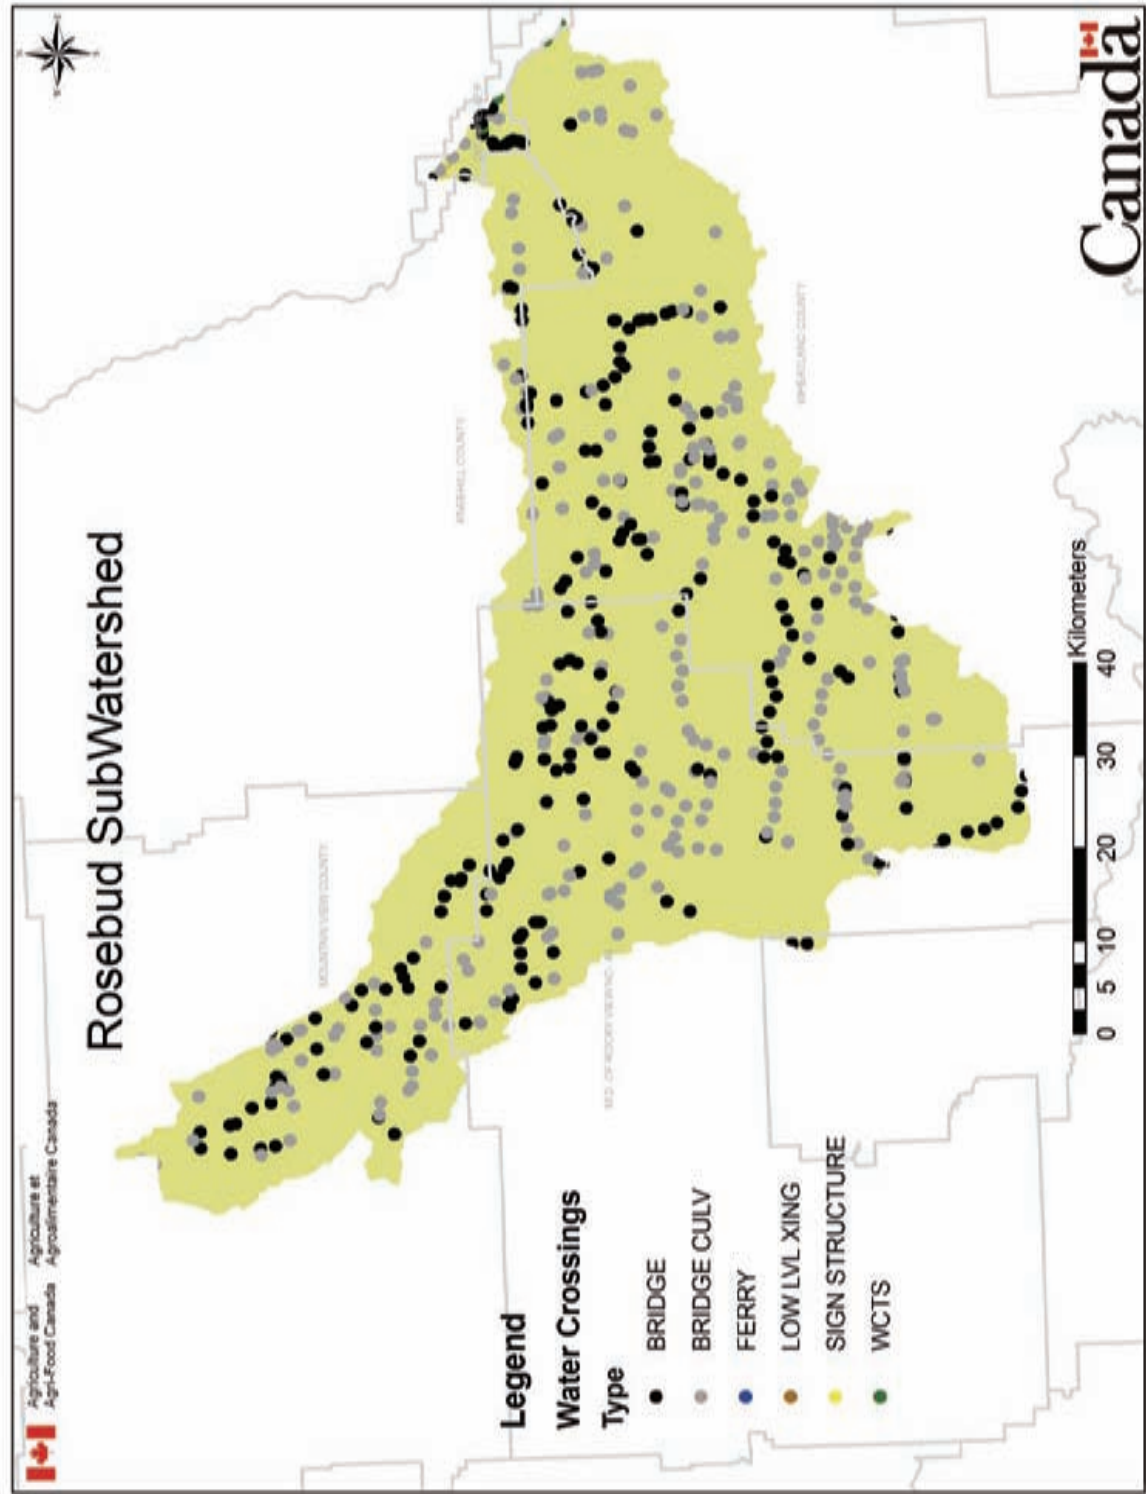 Agriculture and
Agri-Food Canada
Agriculture et
Agroalimentaire Canada
Rosebud SubWatershed
MOUNTAIN VIEW COUNTY
KNEEHILL COUNTY
WHEATLAND COUNTY
Legend
Water Crossings
Type
BRIDGE
BRIDGE CULV
FERRY
LOW LVL XING
SIGN STRUCTURE
WCTS
0 5 10 20 30 40
Kilometers
Canada